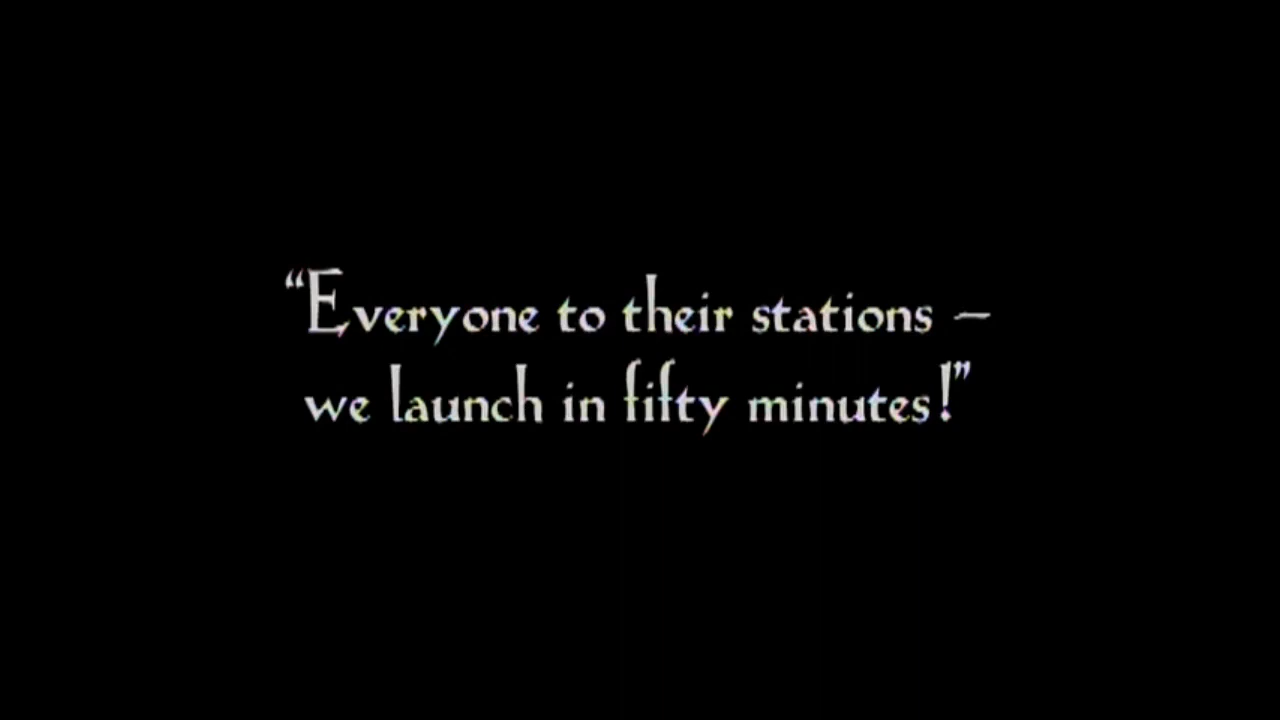 “Everyone to their stations –
we launch in fifty minutes!”